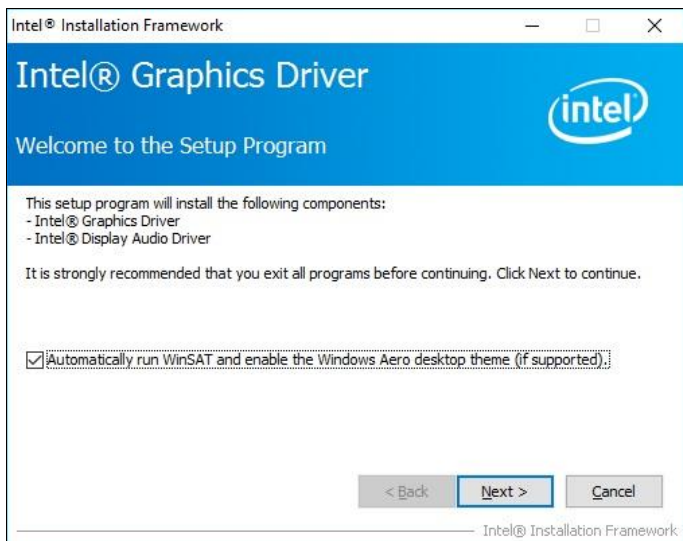 Intel® Installation Framework
Intel® Graphics Driver
intel
Welcome to the Setup Program
This setup program will install the following components:
- Intel® Graphics Driver
- Intel® Display Audio Driver
It is strongly recommended that you exit all programs before continuing. Click Next to continue.
Automatically run WinSAT and enable the Windows Aero desktop theme (if supported).
< Back Next > Cancel
Intel® Installation Framework